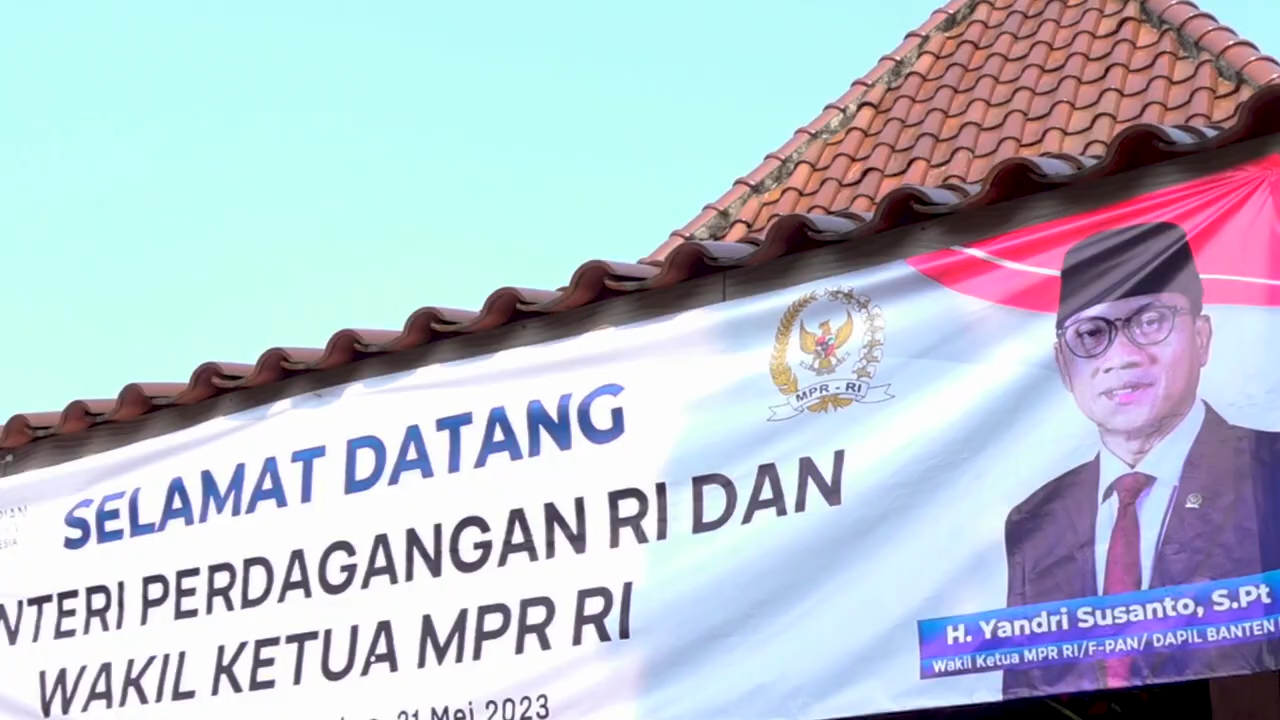 SELAMAT DATANG
NTERI PERDAGANGAN RI DAN
WAKIL KETUA MPR RI
21 Mei 2023
MPR - RI
H. Yandri Susanto, S.Pt
Wakil Ketua MPR RI/F-PAN/ DAPIL BANTEN